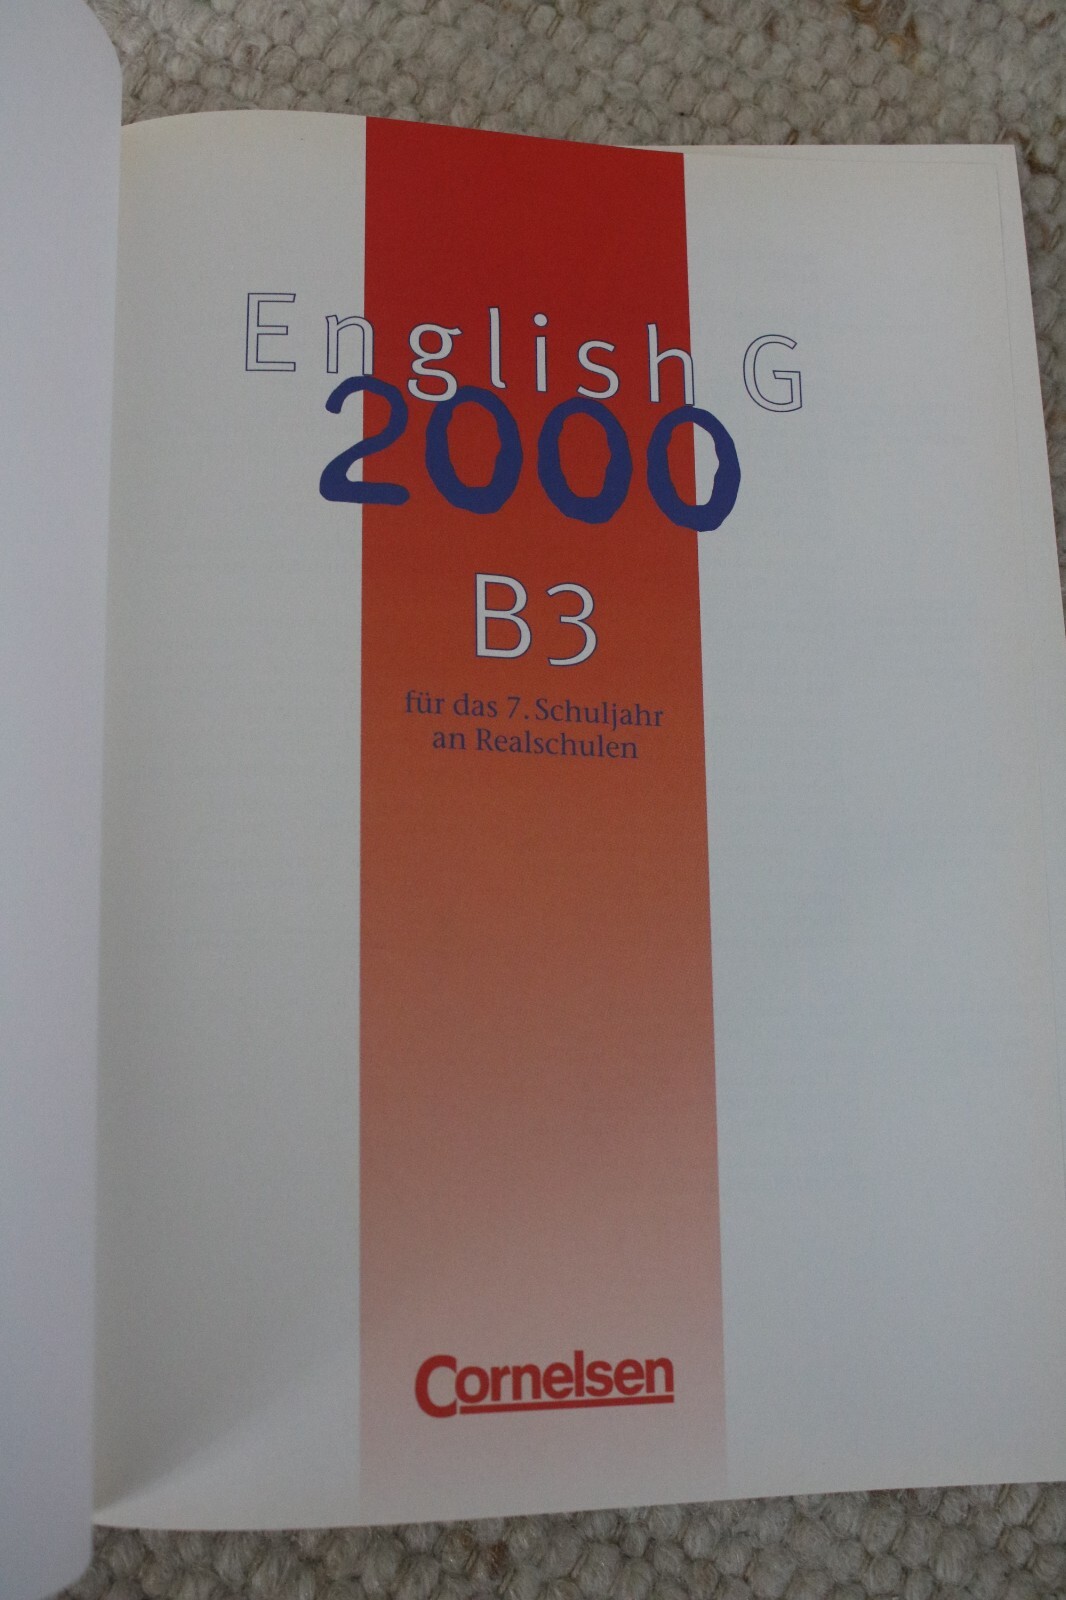 English G
2000
B3
für das 7. Schuljahr
an Realschulen
Cornelsen